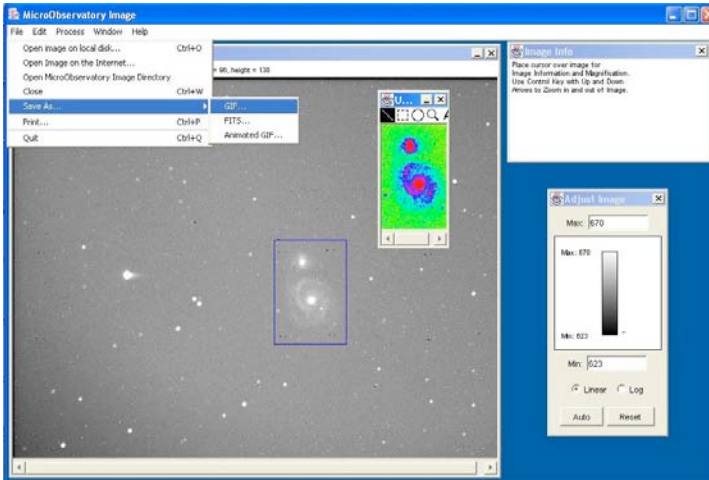 MicroObservatory Image
File Edit Process Window Help
Open image on local disk... Ctrl+O
Open Image on the Internet...
Open MicroObservatory Image Directory
Close Ctrl+W
Save As...
Print... Ctrl+P
Quit Ctrl+Q
GIF...
FITS...
Animated GIF...
= 96, height = 138
U...
Image Info
Place cursor over image for
Image Information and Magnification.
Use Control Key with Up and Down
Arrows to Zoom in and out of Image.
Adjust Image
Max: 670
Max: 670
Min: 623
Min: 623
Linear Log
Auto Reset